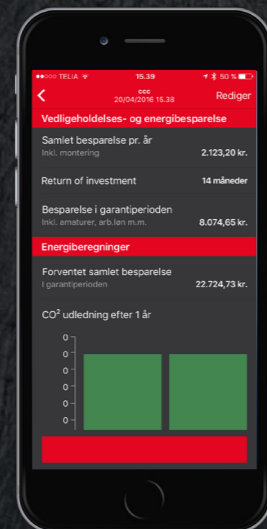 ●●○○○ TELIA 15.39 50 %
ccc
20/04/2016 15.38 Rediger
Vedligeholdelses- og energibesparelse
Samlet besparelse pr. år
Inkl. montering 2.123,20 kr.
Return of investment 14 måneder
Besparelse i garantiperioden
Inkl. amaturer, arb.løn m.m. 8.074,65 kr.
Energiberegninger
Forventet samlet besparelse
I garantiperioden 22.724,73 kr.
CO² udledning efter 1 år
0
0
0
0
0
0